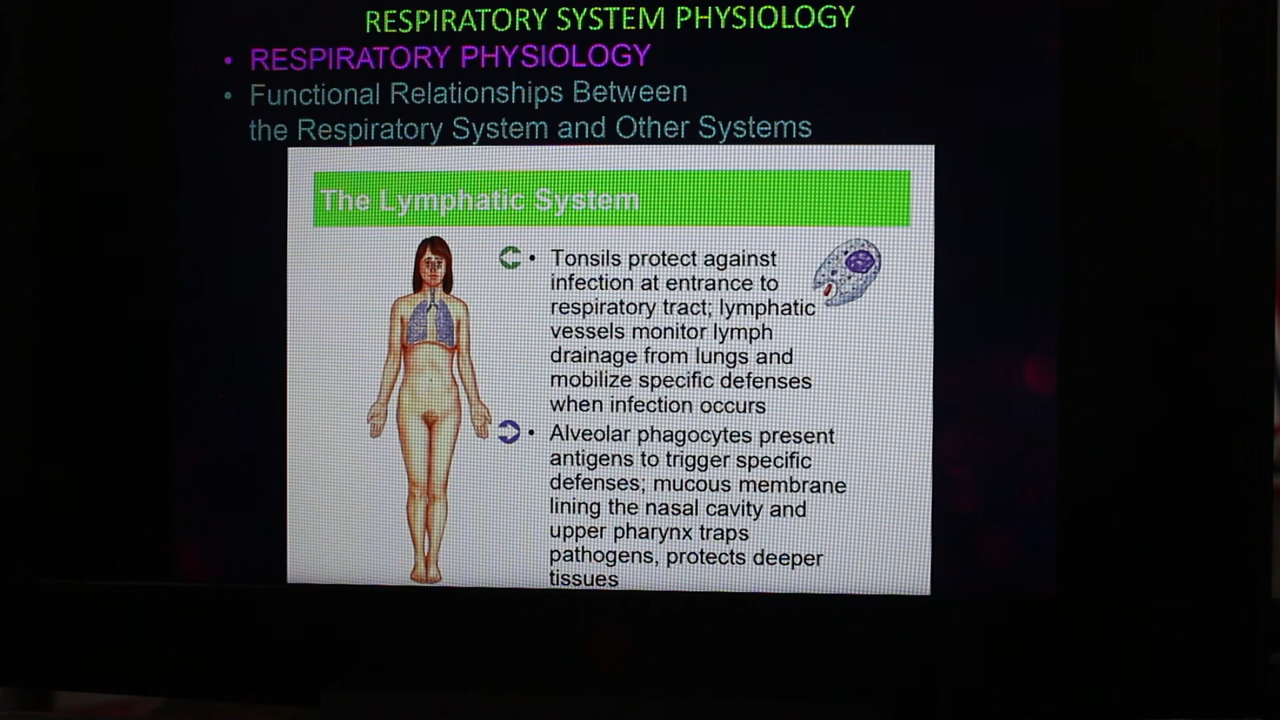 RESPIRATORY SYSTEM PHYSIOLOGY
• RESPIRATORY PHYSIOLOGY
• Functional Relationships Between
the Respiratory System and Other Systems
The Lymphatic System
• Tonsils protect against
infection at entrance to
respiratory tract; lymphatic
vessels monitor lymph
drainage from lungs and
mobilize specific defenses
when infection occurs
• Alveolar phagocytes present
antigens to trigger specific
defenses; mucous membrane
lining the nasal cavity and
upper pharynx traps
pathogens, protects deeper
tissues